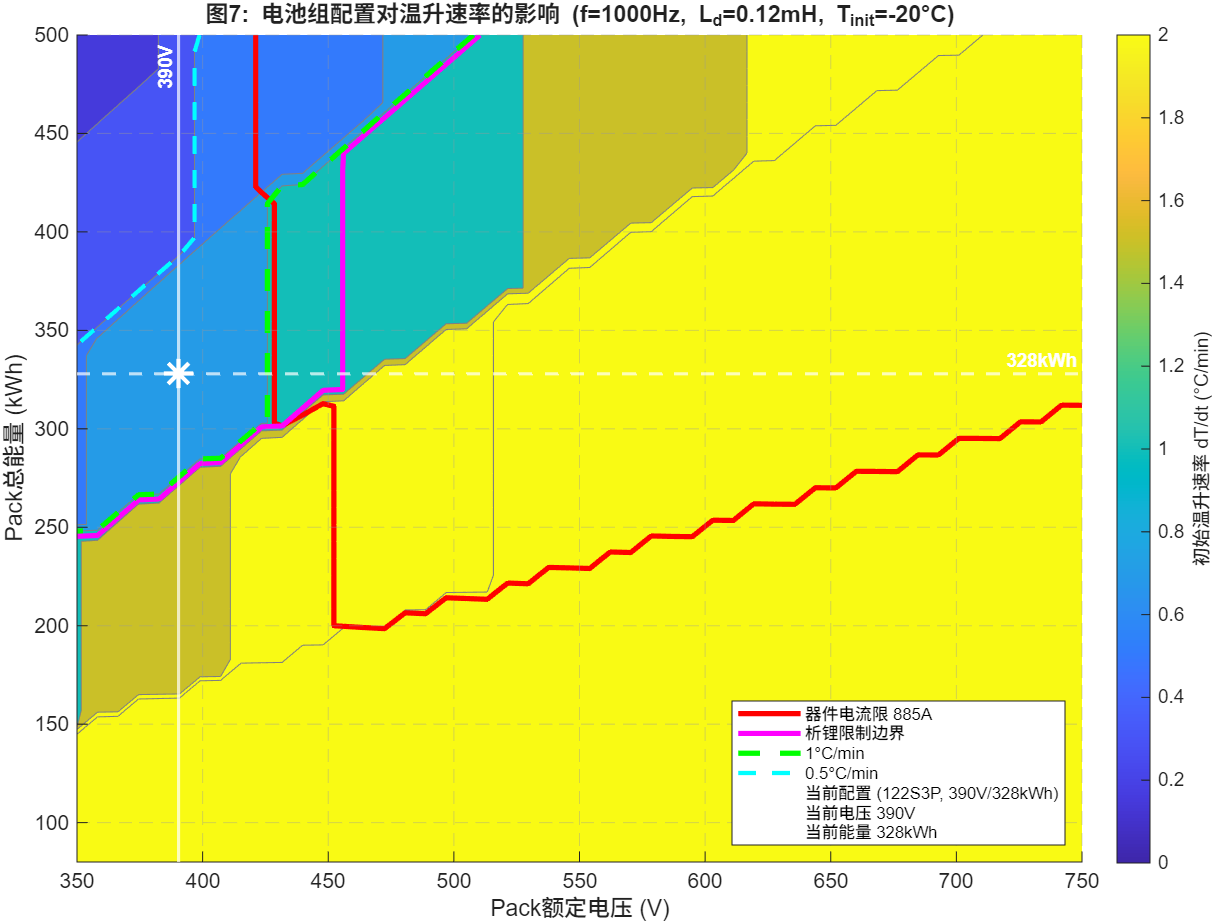 图7: 电池组配置对温升速率的影响 (f=1000Hz, Ld=0.12mH, Tinit=-20°C)
Pack总能量 (kWh)
500
450
400
350
300
250
200
150
100
390V
328kWh
器件电流限 885A
析锂限制边界
1°C/min
0.5°C/min
当前配置 (122S3P, 390V/328kWh)
当前电压 390V
当前能量 328kWh
350
400
450
500
550
600
650
700
750
Pack额定电压 (V)
2
1.8
1.6
1.4
1.2
1
0.8
0.6
0.4
0.2
0
初始温升速率 dT/dt (°C/min)